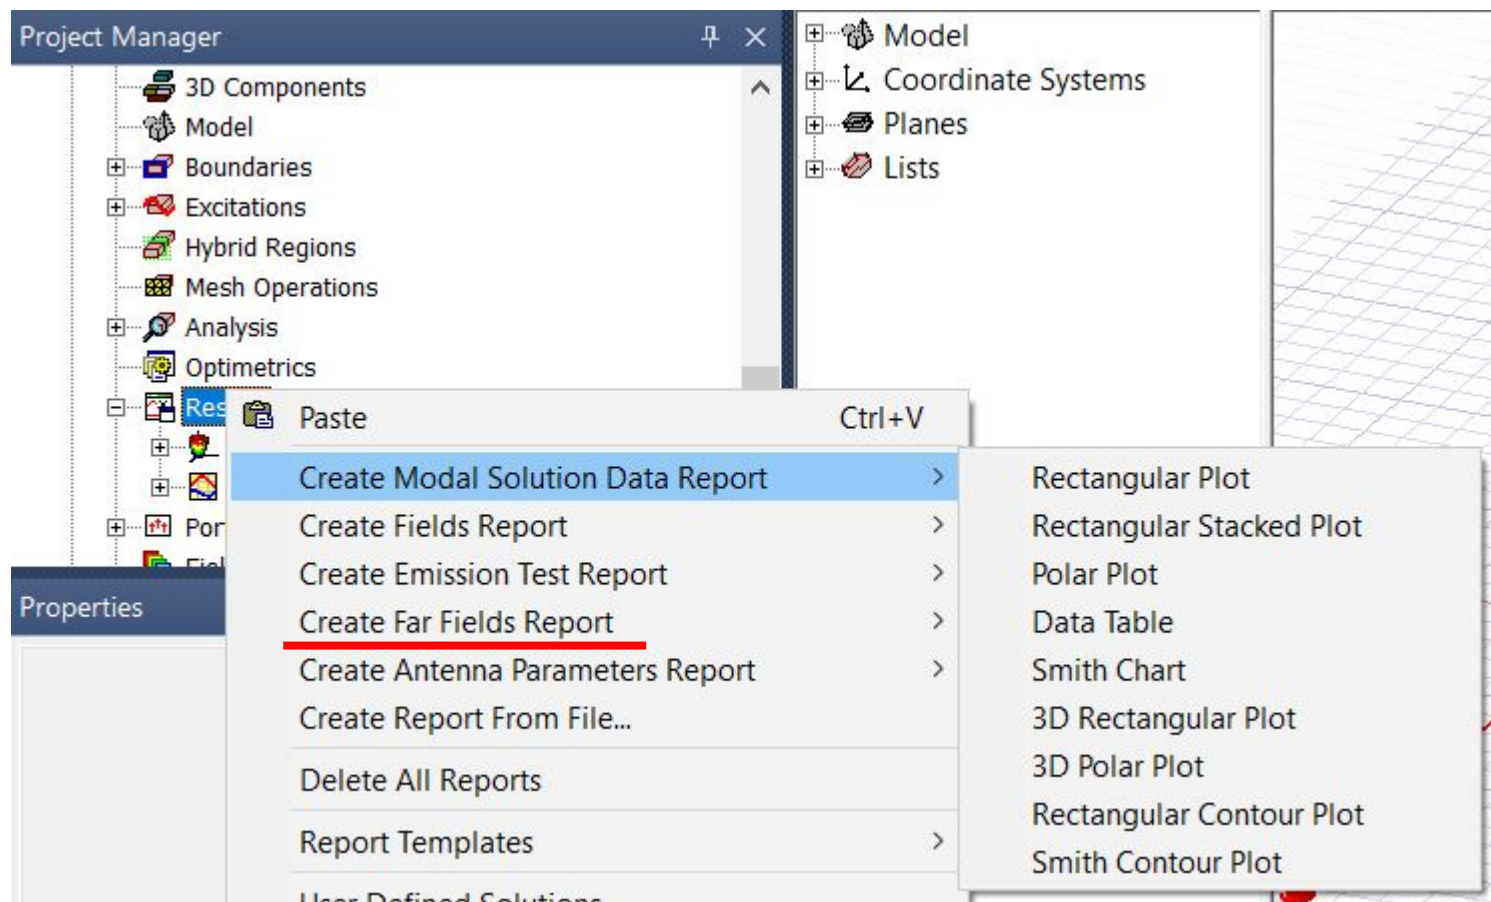 Project Manager
3D Components
Model
Boundaries
Excitations
Hybrid Regions
Mesh Operations
Analysis
Optimetrics
Res
Por
Model
Coordinate Systems
Planes
Lists
Paste Ctrl+V
Create Modal Solution Data Report
Create Fields Report
Create Emission Test Report
Create Far Fields Report
Create Antenna Parameters Report
Create Report From File...
Delete All Reports
Report Templates
User Defined Solutions
Rectangular Plot
Rectangular Stacked Plot
Polar Plot
Data Table
Smith Chart
3D Rectangular Plot
3D Polar Plot
Rectangular Contour Plot
Smith Contour Plot
Properties